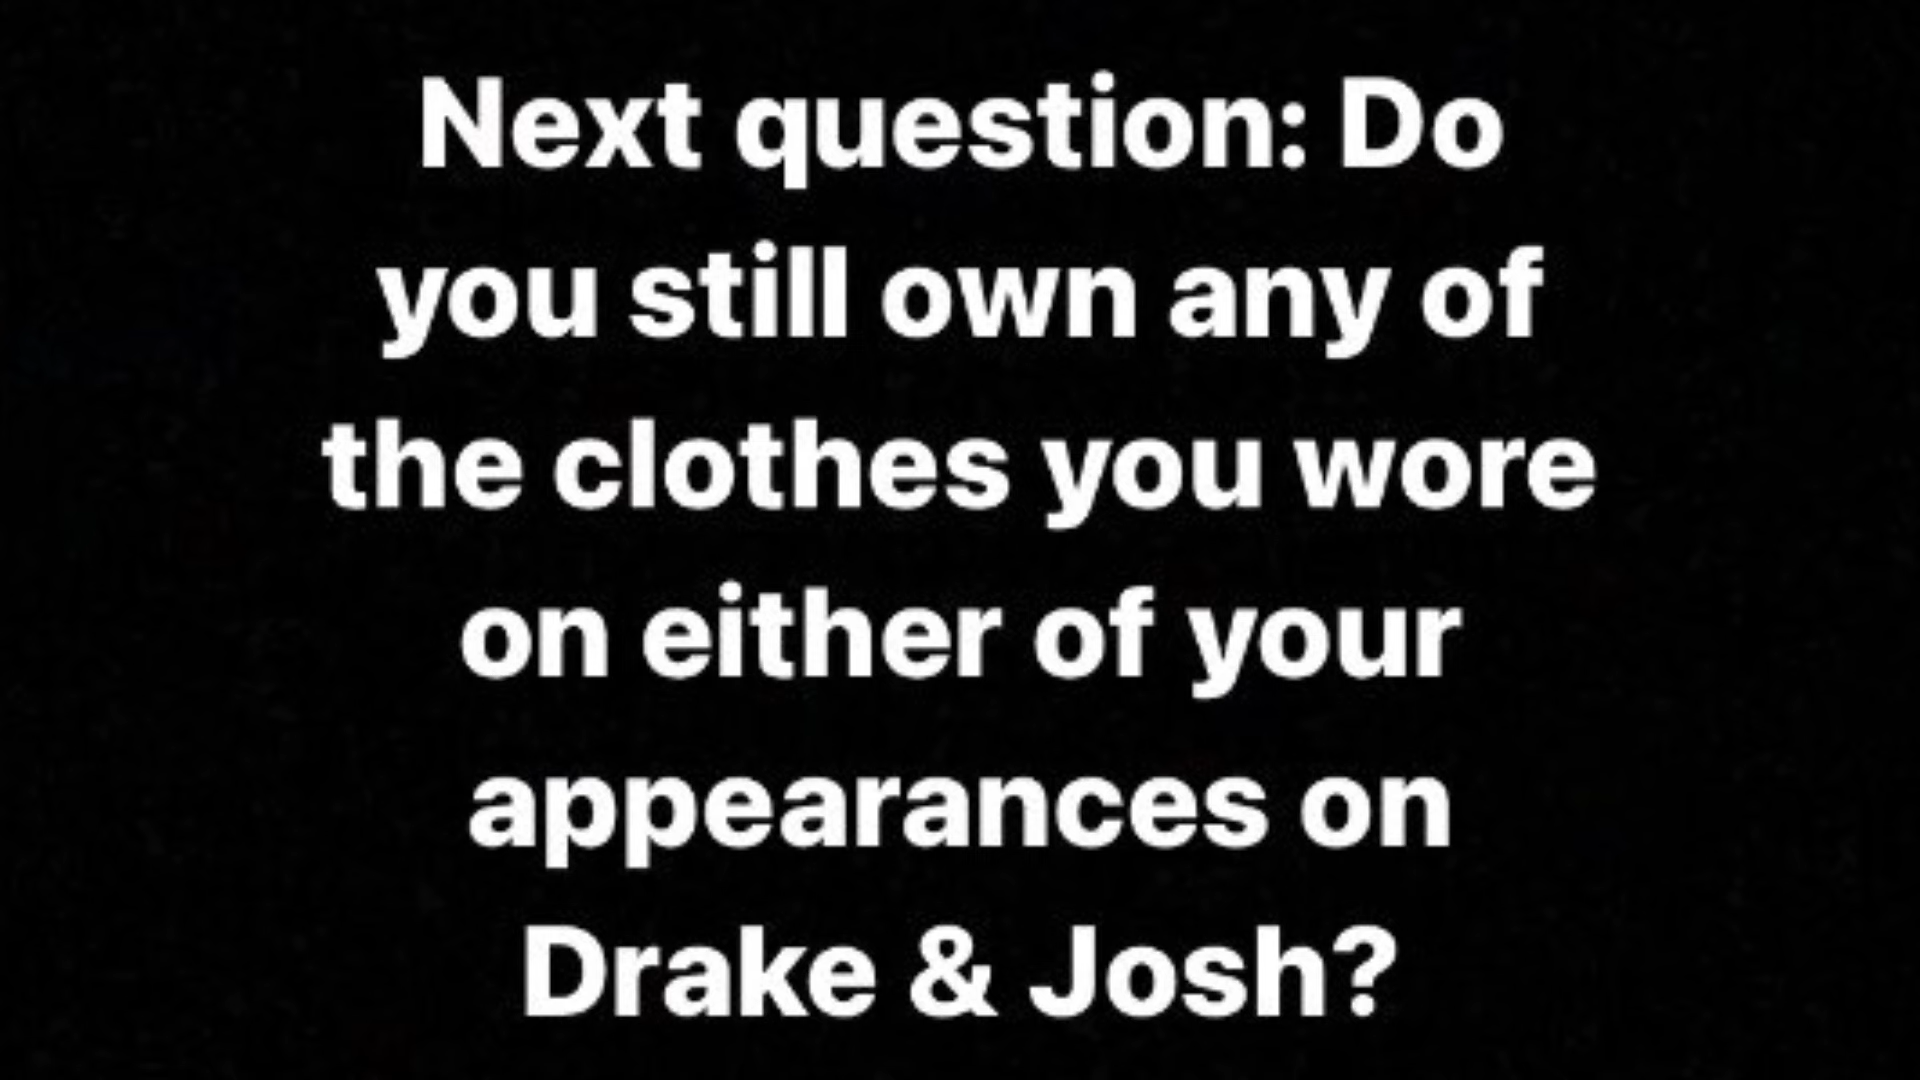 Next question: Do
you still own any of
the clothes you wore
on either of your
appearances on
Drake & Josh?